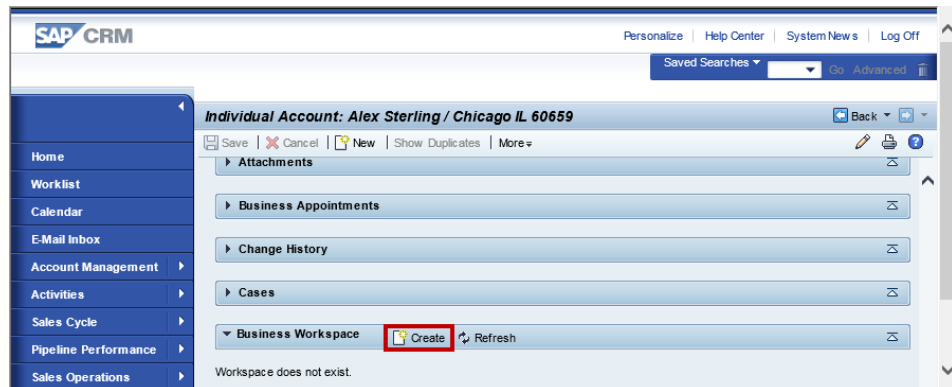 SAP CRM
Personalize | Help Center | System News | Log Off
Saved Searches Go Advanced
Individual Account: Alex Sterling / Chicago IL 60659
Back
Save | Cancel | New | Show Duplicates | More
Home
Worklist
Calendar
E-Mail Inbox
Account Management
Activities
Sales Cycle
Pipeline Performance
Sales Operations
Attachments
Business Appointments
Change History
Cases
Business Workspace Create Refresh
Workspace does not exist.